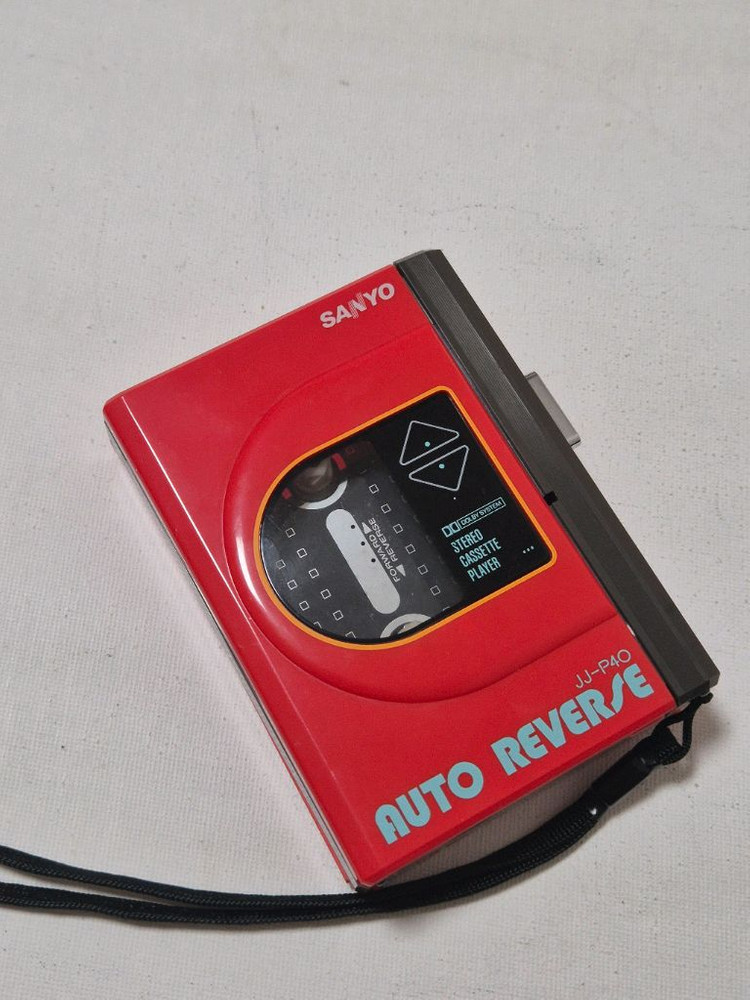 SANYO
DOLBY SYSTEM
STEREO
CASSETTE
PLAYER
FORWARD
REVERSE
JJ-P40
AUTO REVERSE